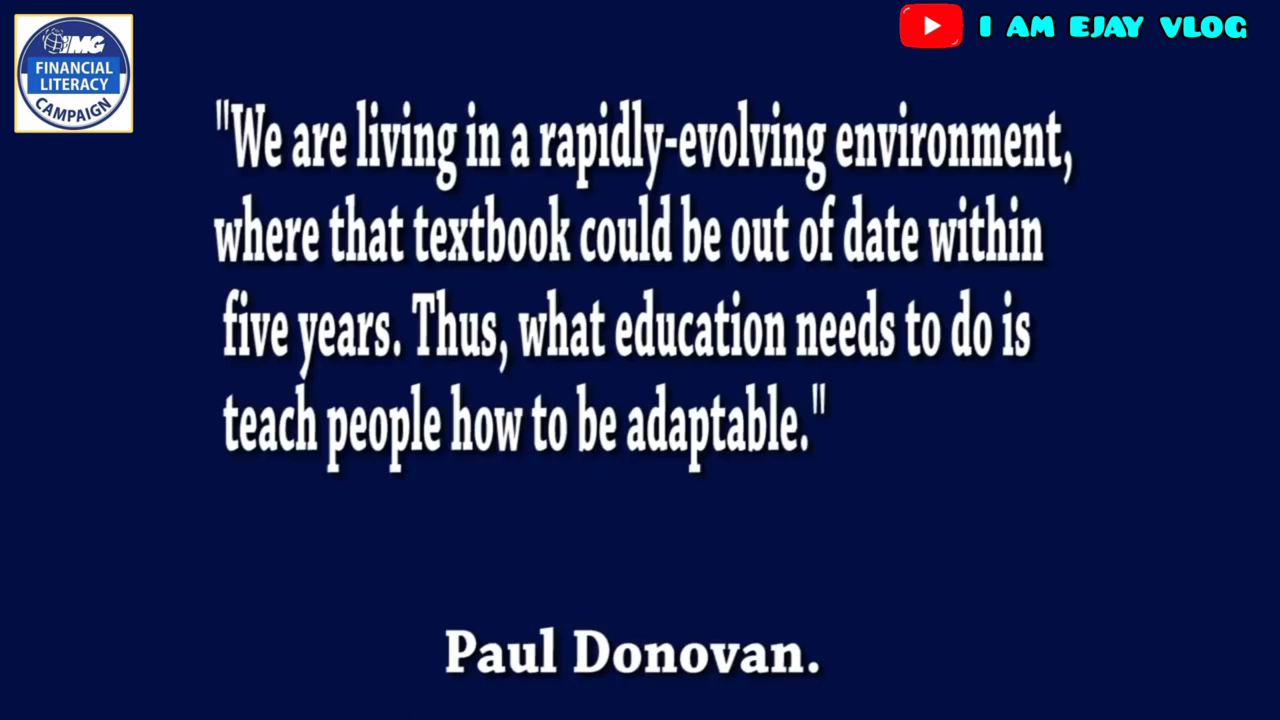 IMG
FINANCIAL
LITERACY
CAMPAIGN
I AM EJAY VLOG
"We are living in a rapidly-evolving environment,
where that textbook could be out of date within
five years. Thus, what education needs to do is
teach people how to be adaptable."
Paul Donovan.